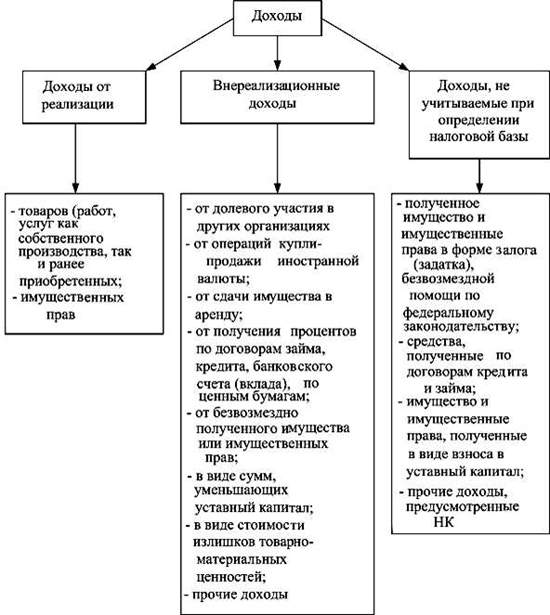 Доходы
Доходы от
реализации
Внереализационные
доходы
Доходы, не
учитываемые при
определении
налоговой базы
- товаров (работ,
услуг как
собственного
производства, так
и ранее
приобретенных;
- имущественных
прав
- от долевого участия в
других организациях
- от операций купли-
продажи иностранной
валюты;
- от сдачи имущества в
аренду;
- от получения процентов
по договорам займа,
кредита, банковского
счета (вклада), по
ценным бумагам;
- от безвозмездно
полученного имущества
или имущественных
прав;
- в виде сумм,
уменьшающих
уставный капитал;
- в виде стоимости
излишков товарно-
материальных
ценностей;
- прочие доходы
- полученное
имущество и
имущественные
права в форме залога
(задатка),
безвозмездной
помощи по
федеральному
законодательству;
- средства,
полученные по
договорам кредита
и займа;
- имущество и
имущественные
права, полученные
в виде взноса в
уставный капитал;
- прочие доходы,
предусмотренные
НК